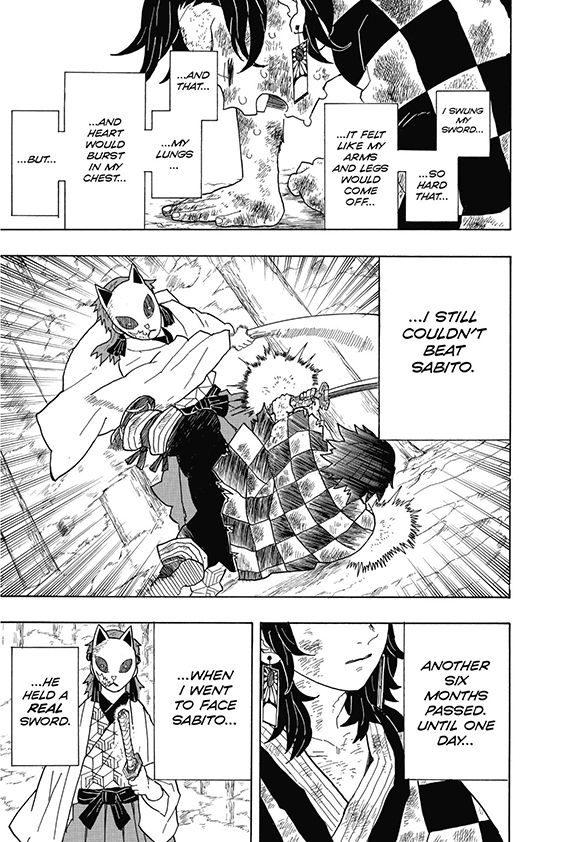 I SWUNG
MY
SWORD...
...SO
HARD
THAT...
...IT FELT
LIKE MY
ARMS
AND LEGS
WOULD
COME
OFF...
...AND
THAT...
...MY
LUNGS
...
...AND
HEART
WOULD
BURST
IN MY
CHEST...
...BUT...
...I STILL
COULDN'T
BEAT
SABITO.
ANOTHER
SIX
MONTHS
PASSED.
UNTIL ONE
DAY...
...WHEN
I WENT
TO FACE
SABITO...
...HE
HELD A
REAL
SWORD.